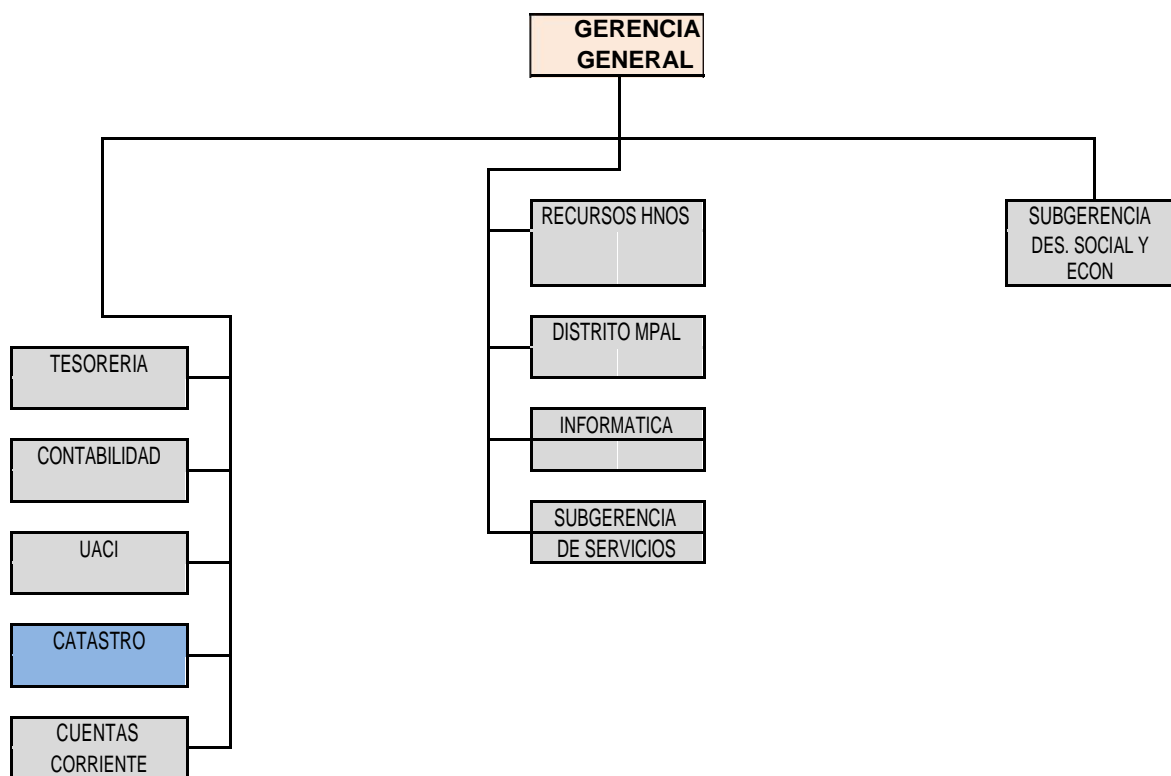 GERENCIA
GENERAL
RECURSOS HNOS
SUBGERENCIA
DES. SOCIAL Y
ECON
DISTRITO MPAL
TESORERIA
INFORMATICA
CONTABILIDAD
SUBGERENCIA
DE SERVICIOS
UACI
CATASTRO
CUENTAS
CORRIENTE